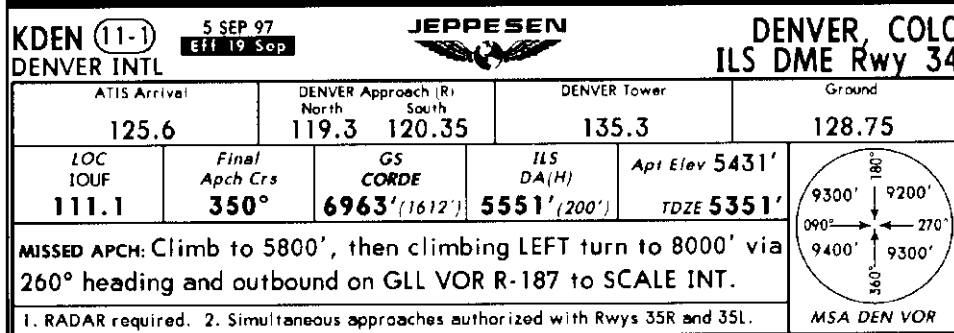 KDEN 11-1 5 SEP 97 JEPPESEN DENVER, COLO
Eff 19 Sep
DENVER INTL ILS DME Rwy 34
ATIS Arrival DENVER Approach (R) DENVER Tower Ground
North South
125.6 119.3 120.35 135.3 128.75
LOC Final GS ILS Apt Elev 5431'
IOUF Apch Crs CORDE DA(H)
111.1 350° 6963'(1612') 5551'(200') TDZE 5351'
180°
9300' 9200'
090° 270°
9400' 9300'
360°
MSA DEN VOR
MISSED APCH: Climb to 5800', then climbing LEFT turn to 8000' via
260° heading and outbound on GLL VOR R-187 to SCALE INT.
1. RADAR required. 2. Simultaneous approaches authorized with Rwys 35R and 35L.